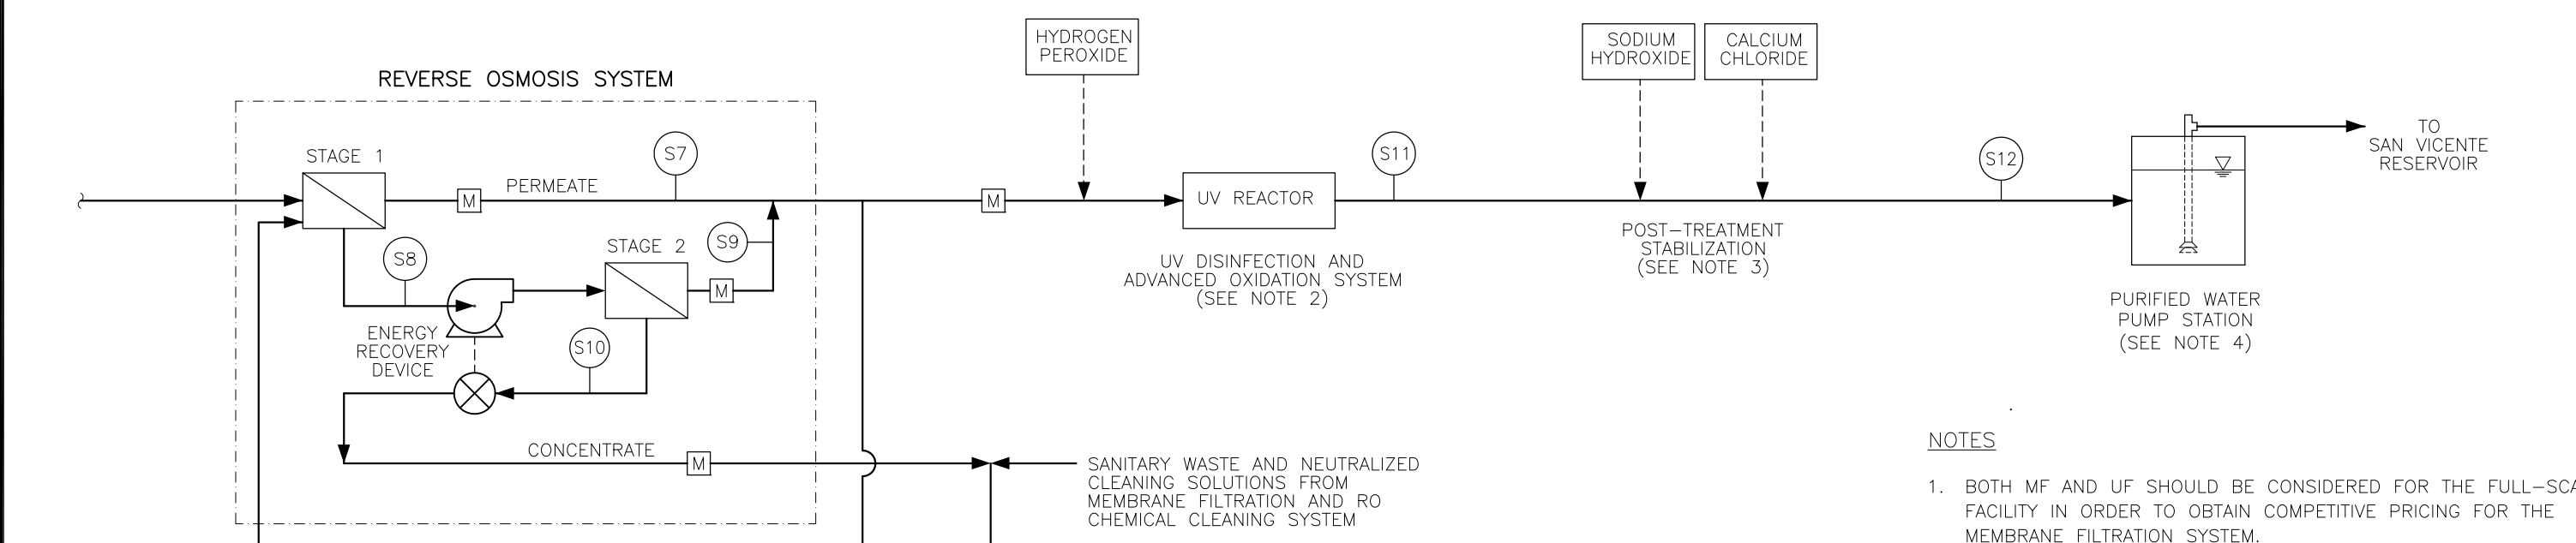 HYDROGEN
PEROXIDE
SODIUM
HYDROXIDE
CALCIUM
CHLORIDE
REVERSE OSMOSIS SYSTEM
STAGE 1
S7
M
PERMEATE
M
S8
STAGE 2
S9
M
ENERGY
RECOVERY
DEVICE
S10
CONCENTRATE
M
UV REACTOR
UV DISINFECTION AND
ADVANCED OXIDATION SYSTEM
(SEE NOTE 2)
S11
POST-TREATMENT
STABILIZATION
(SEE NOTE 3)
S12
TO
SAN VICENTE
RESERVOIR
PURIFIED WATER
PUMP STATION
(SEE NOTE 4)
SANITARY WASTE AND NEUTRALIZED
CLEANING SOLUTIONS FROM
MEMBRANE FILTRATION AND RO
CHEMICAL CLEANING SYSTEM
NOTES
1. BOTH MF AND UF SHOULD BE CONSIDERED FOR THE FULL-SCA
FACILITY IN ORDER TO OBTAIN COMPETITIVE PRICING FOR THE
MEMBRANE FILTRATION SYSTEM.